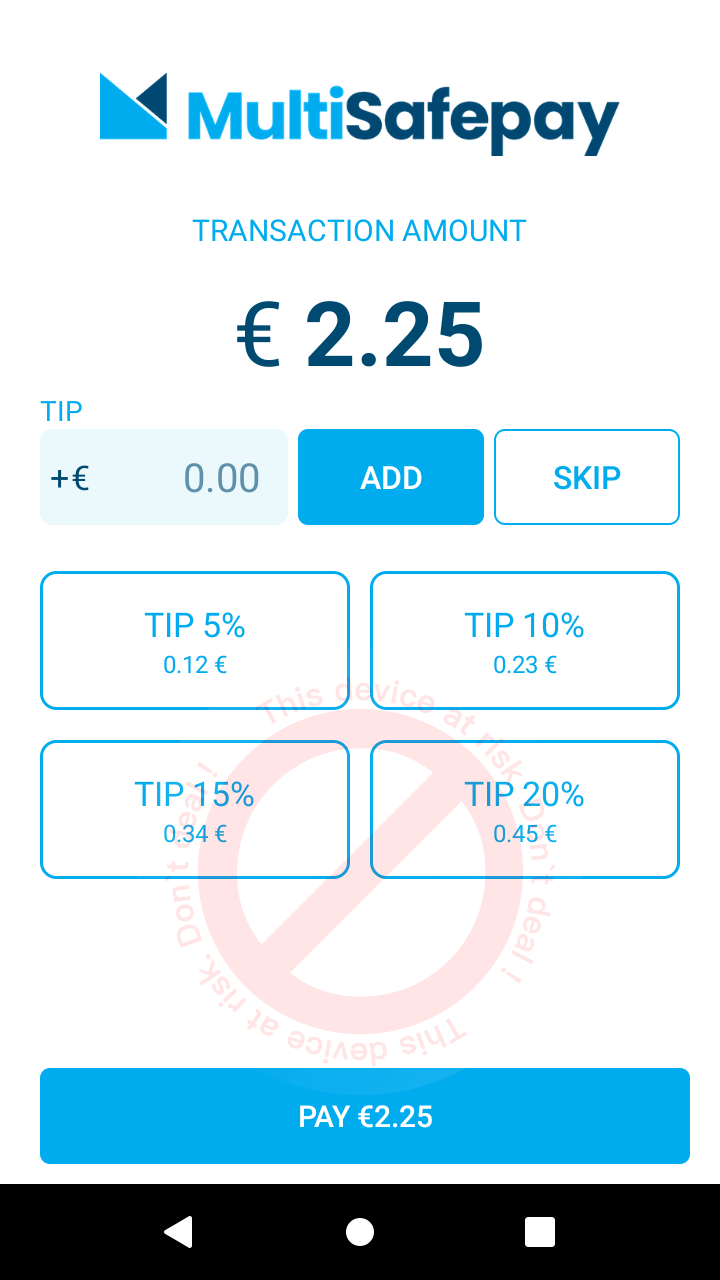 MultiSafepay
TRANSACTION AMOUNT
€ 2.25
TIP
+€ 0.00
ADD
SKIP
TIP 5%
0.12 €
TIP 10%
0.23 €
TIP 15%
0.34 €
TIP 20%
0.45 €
This device at risk. Don`t deal !
This device at risk. Don`t deal !
PAY €2.25